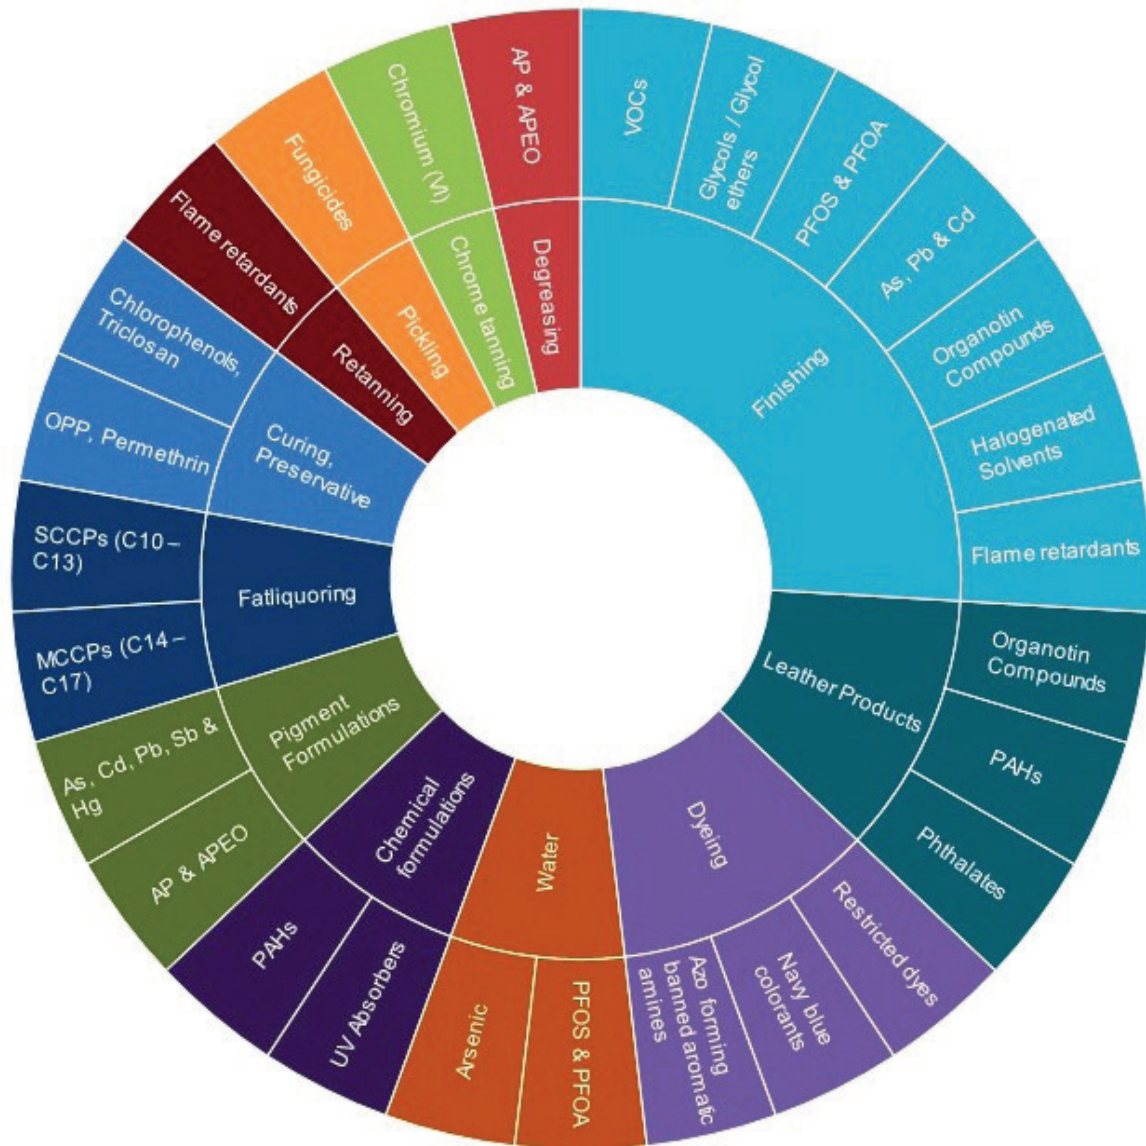 Finishing
VOCs
Glycols / Glycol
ethers
PFOS & PFOA
As, Pb & Cd
Organotin
Compounds
Halogenated
Solvents
Flame retardants
Leather Products
Organotin
Compounds
PAHs
Phthalates
Dyeing
Restricted dyes
Navy blue
colorants
Azo forming
banned aromatic
amines
Water
PFOS & PFOA
Arsenic
Chemical
formulations
UV Absorbers
PAHs
Pigment
Formulations
AP & APEO
As, Cd, Pb, Sb &
Hg
Fatliquoring
MCCPs (C14 –
C17)
SCCPs (C10 –
C13)
Curing,
Preservative
OPP, Permethrin
Chlorophenols,
Triclosan
Retanning
Flame retardants
Pickling
Fungicides
Chrome tanning
Chromium (VI)
Degreasing
AP & APEO